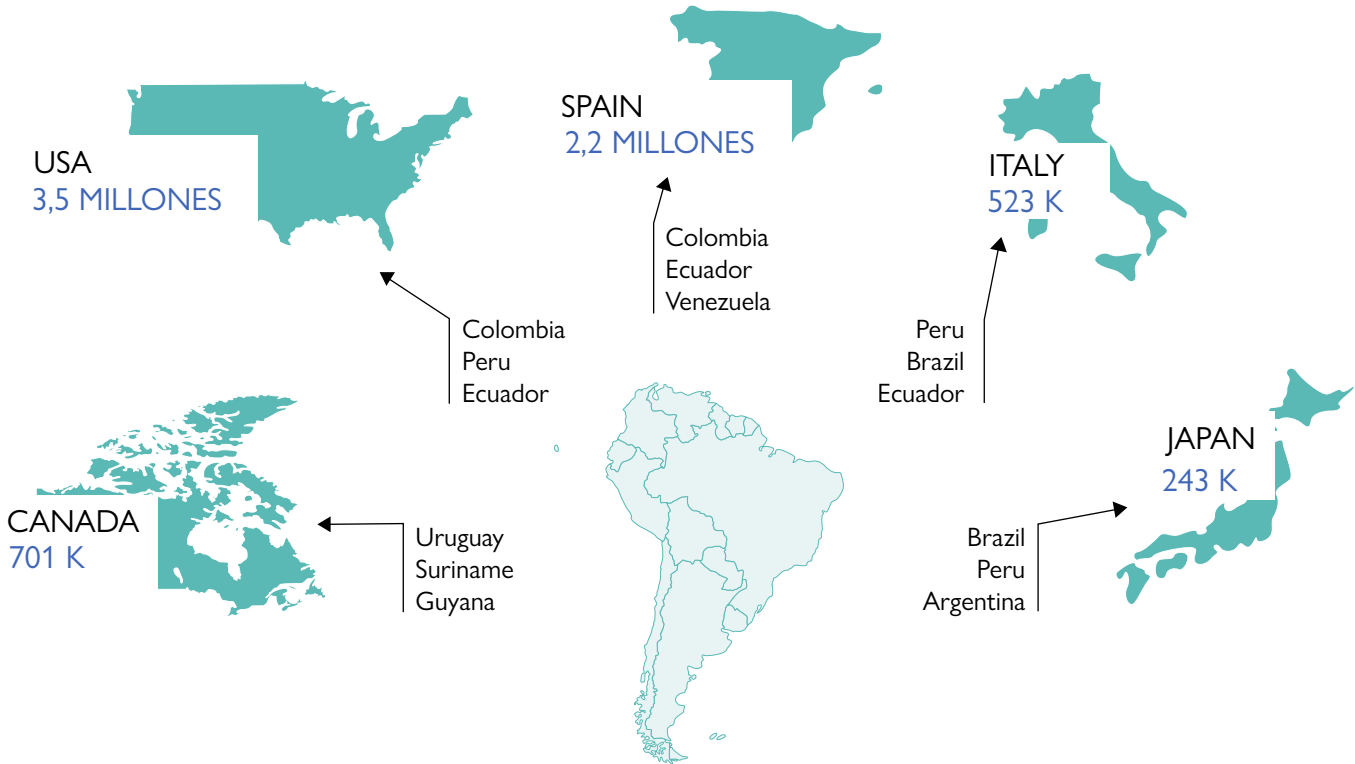 USA
3,5 MILLONES
Colombia
Peru
Ecuador
SPAIN
2,2 MILLONES
Colombia
Ecuador
Venezuela
ITALY
523 K
Peru
Brazil
Ecuador
CANADA
701 K
Uruguay
Suriname
Guyana
JAPAN
243 K
Brazil
Peru
Argentina